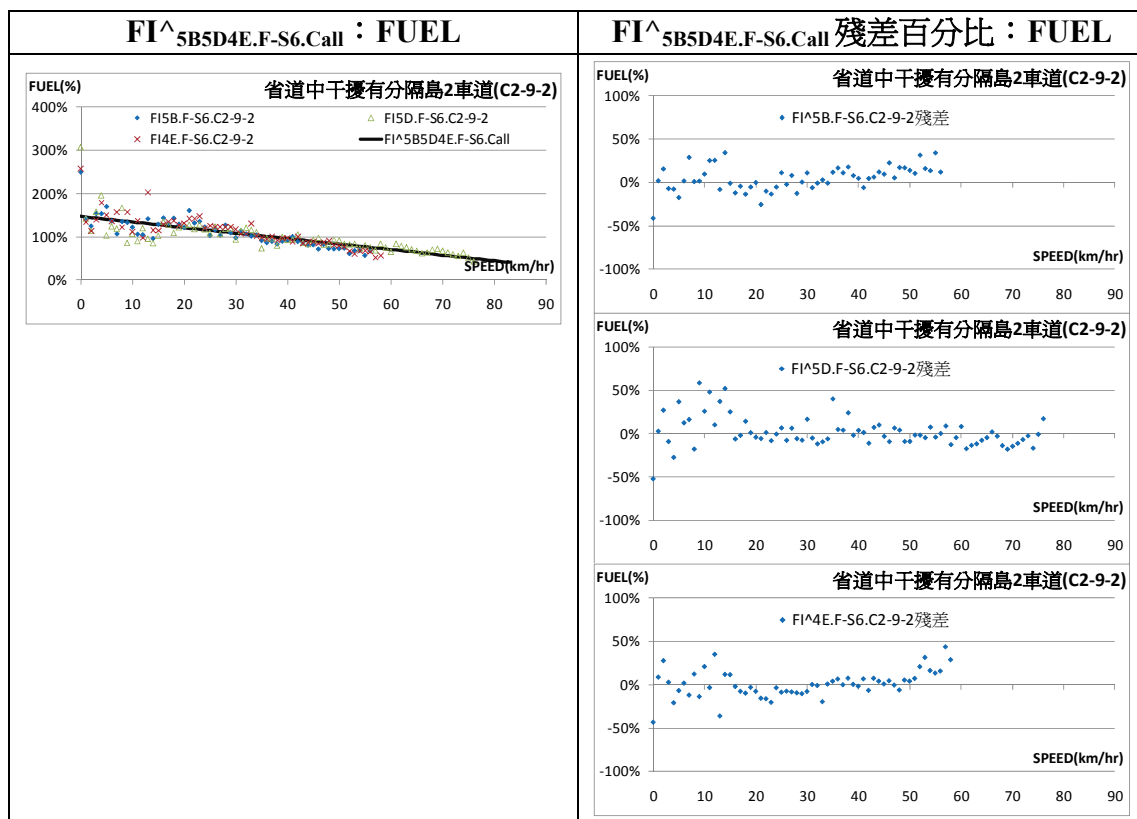 FI^5B5D4E.F-S6.Call：FUEL
FI^5B5D4E.F-S6.Call 殘差百分比：FUEL
FUEL(%)
省道中干擾有分隔島2車道(C2-9-2)
400%
300%
200%
100%
0%
FI5B.F-S6.C2-9-2
FI5D.F-S6.C2-9-2
FI4E.F-S6.C2-9-2
FI^5B5D4E.F-S6.Call
SPEED(km/hr)
0 10 20 30 40 50 60 70 80 90
FUEL(%)
省道中干擾有分隔島2車道(C2-9-2)
100%
50%
0%
-50%
-100%
FI^5B.F-S6.C2-9-2殘差
SPEED(km/hr)
0 10 20 30 40 50 60 70 80 90
FUEL(%)
省道中干擾有分隔島2車道(C2-9-2)
100%
50%
0%
-50%
-100%
FI^5D.F-S6.C2-9-2殘差
SPEED(km/hr)
0 10 20 30 40 50 60 70 80 90
FUEL(%)
省道中干擾有分隔島2車道(C2-9-2)
100%
50%
0%
-50%
-100%
FI^4E.F-S6.C2-9-2殘差
SPEED(km/hr)
0 10 20 30 40 50 60 70 80 90